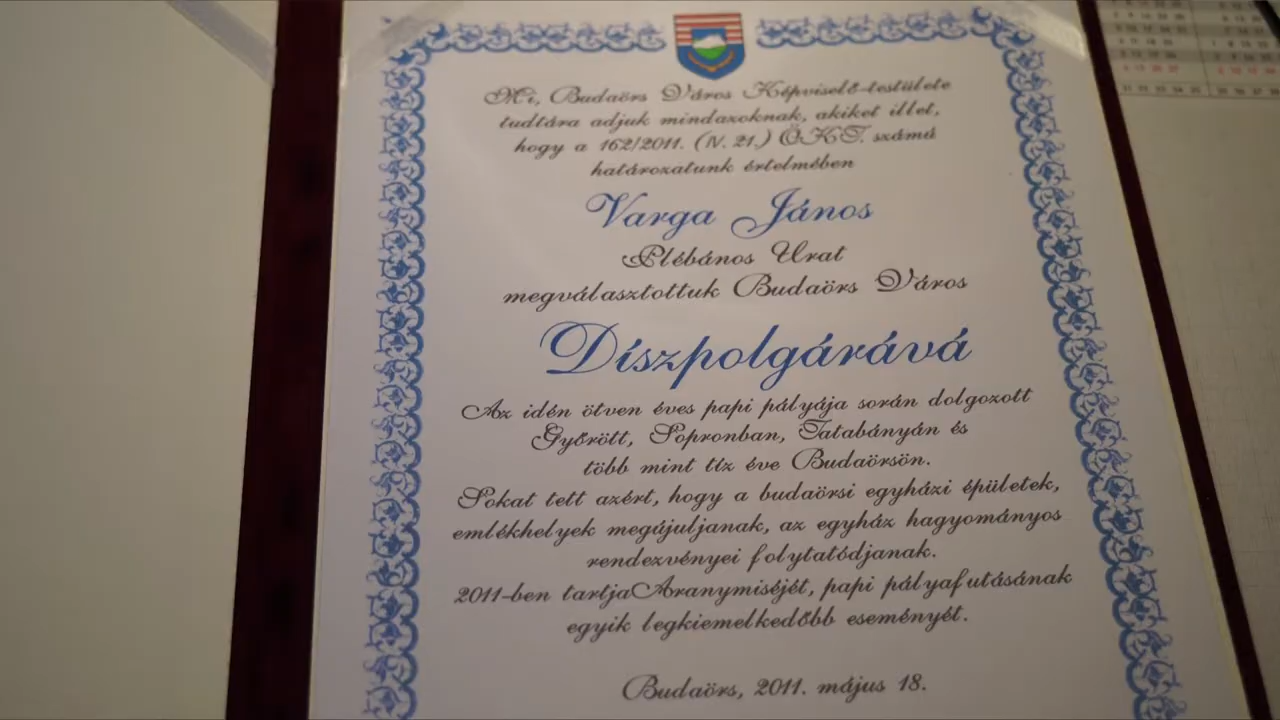 Mi, Budaörs Város Képviselő-testülete
tudtára adjuk mindazoknak, akiket illet,
hogy a 162/2011. (IV. 21.) ÖKT. számú
határozatunk értelmében
Varga János
Plébános Urat
megválasztottuk Budaörs Város
Díszpolgárává
Az idén ötven éves papi pályája során dolgozott
Győrött, Sopronban, Tatabányán és
több mint tíz éve Budaörsön.
Sokat tett azért, hogy a budaörsi egyházi épületek,
emlékhelyek megújuljanak, az egyház hagyományos
rendezvényei folytatódjanak.
2011-ben tartja Aranymiséjét, papi pályafutásának
egyik legkiemelkedőbb eseményét.
Budaörs, 2011. május 18.